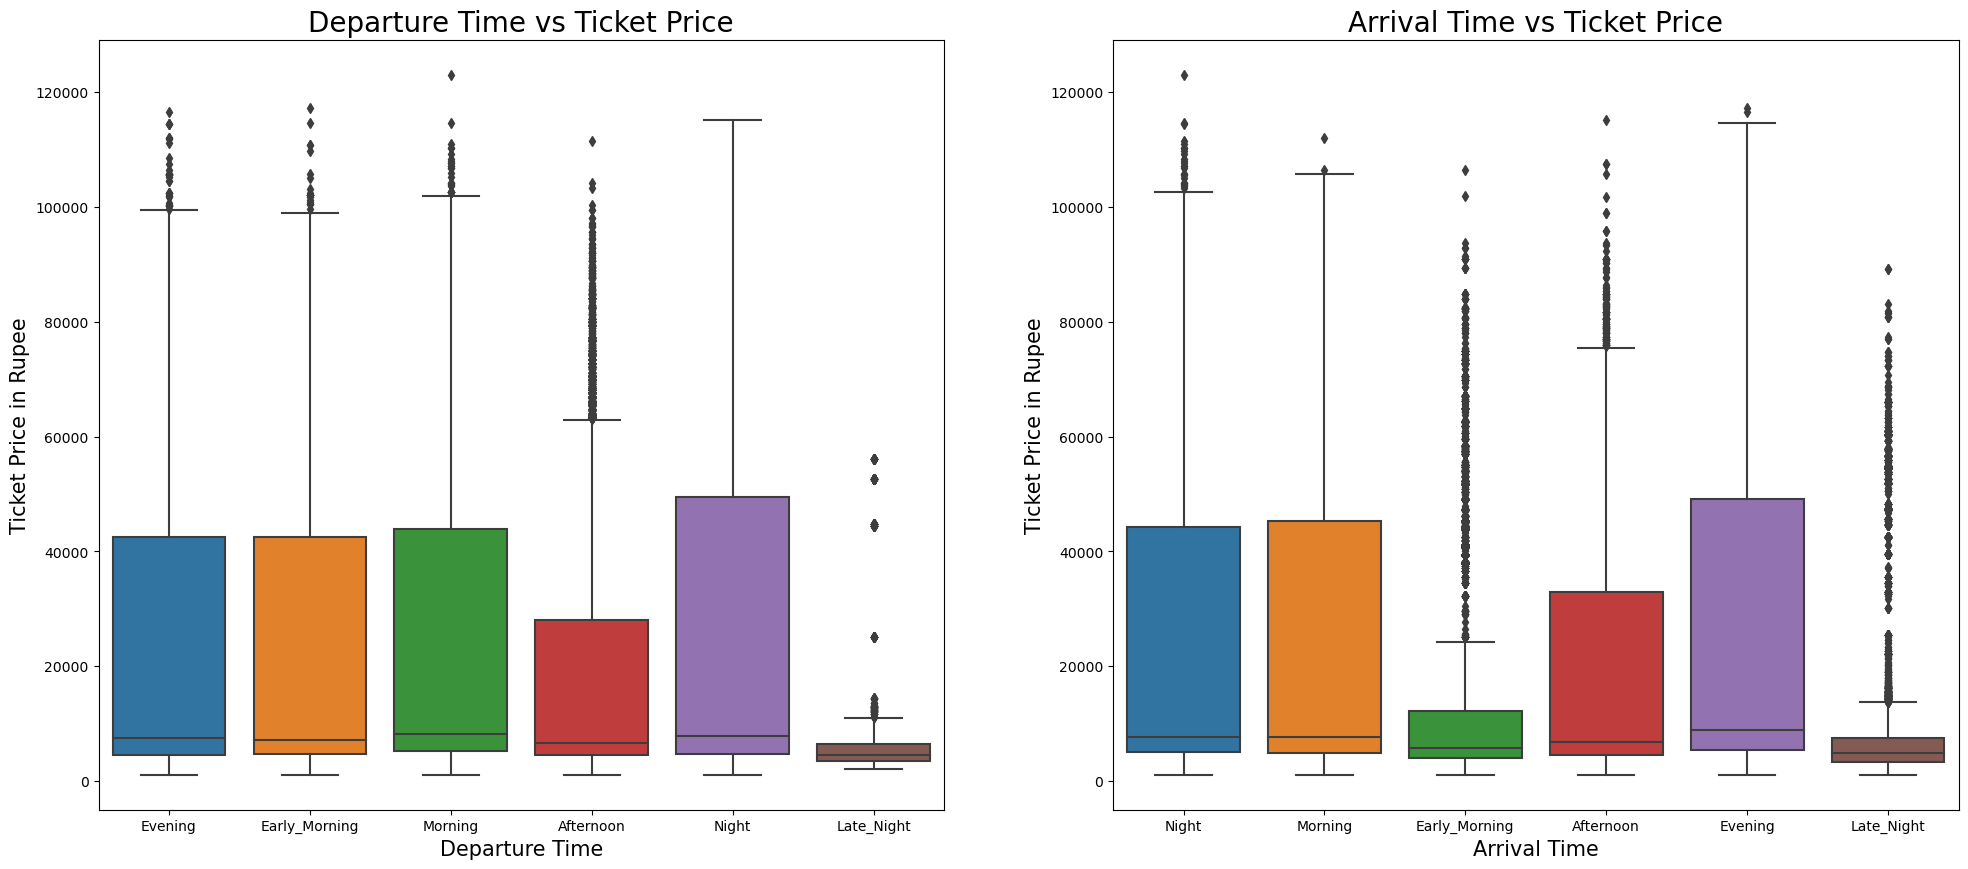 Departure Time vs Ticket Price
Ticket Price in Rupee
120000
100000
80000
60000
40000
20000
0
Evening Early_Morning Morning Afternoon Night Late_Night
Departure Time
Arrival Time vs Ticket Price
Ticket Price in Rupee
120000
100000
80000
60000
40000
20000
0
Night Morning Early_Morning Afternoon Evening Late_Night
Arrival Time